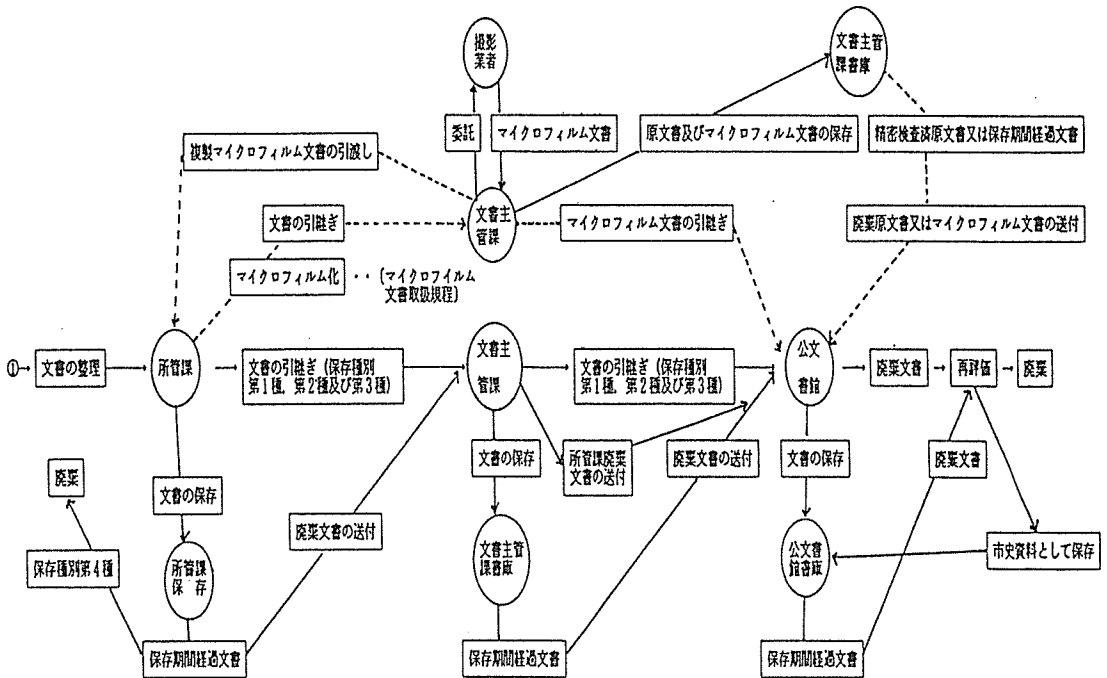 撮影
業者
文書主管
課書庫
委託
マイクロフィルム文書
原文書及びマイクロフィルム文書の保存
精密検査済原文書又は保存期間経過文書
複製マイクロフィルム文書の引渡し
文書の引継ぎ
文書主
管課
マイクロフィルム文書の引継ぎ
廃棄原文書又はマイクロフィルム文書の送付
マイクロフィルム化
・・(マイクロフイルム
文書取扱規程)
①
文書の整理
所管課
文書の引継ぎ(保存種別
第1種,第2種及び第3種)
文書主
管課
文書の引継ぎ(保存種別
第1種,第2種及び第3種)
公文
書館
廃棄文書
再評価
廃棄
廃棄
文書の保存
文書の保存
所管課廃棄
文書の送付
廃棄文書の送付
文書の保存
廃棄文書
廃棄文書の送付
保存種別第4種
所管課
保存
文書主管
課書庫
公文書
館書庫
市史資料として保存
保存期間経過文書
保存期間経過文書
保存期間経過文書